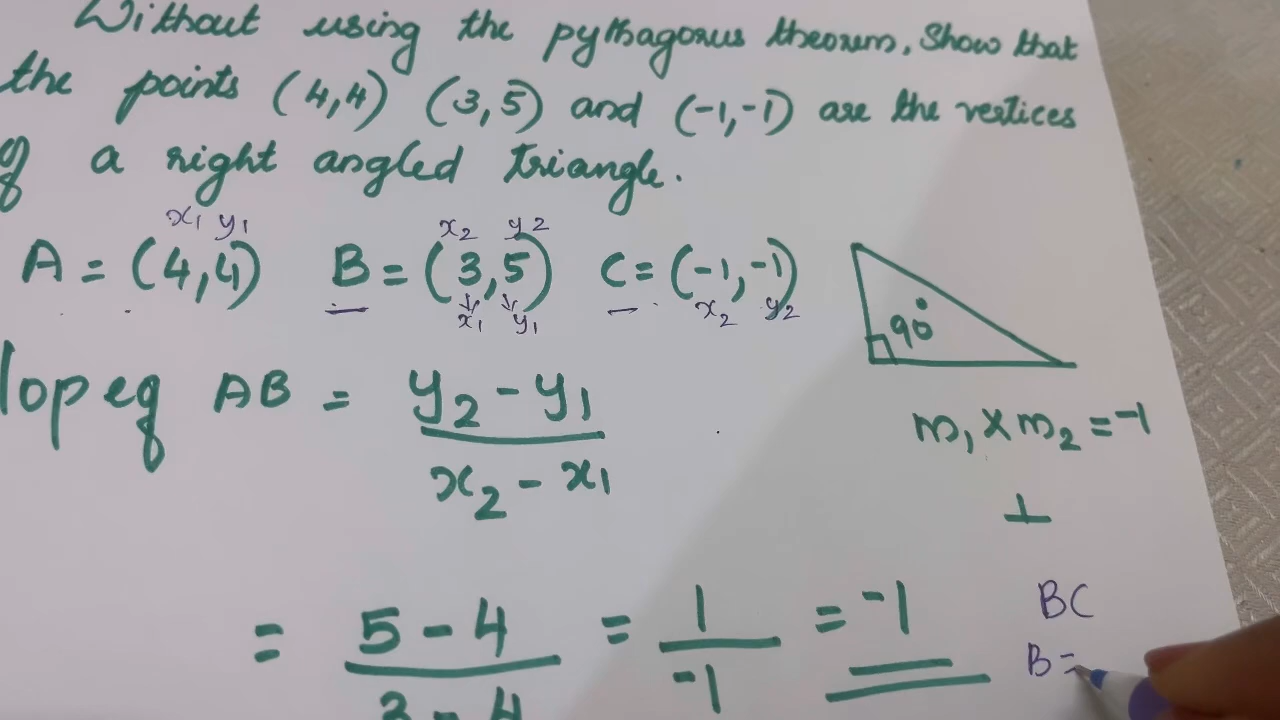 Without using the pythagorus theorem, Show that
the points (4,4) (3,5) and (-1,-1) are the vertices
of a right angled triangle.
x₁ y₁ x₂ y₂
A = (4,4) B = (3,5) C = (-1,-1)
x₁ y₁ x₂ y₂
90°
lop eq AB = y₂ - y₁
x₂ - x₁
m₁ × m₂ = -1
⊥
BC
= 5 - 4 = 1 = -1
B =
3 - 4 -1